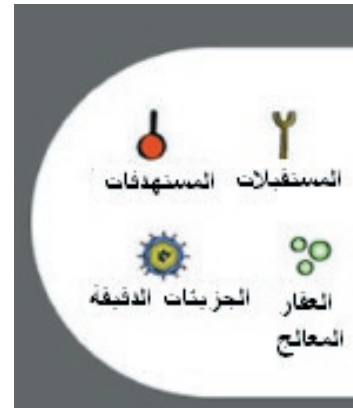 المستقبلات المستهدفات
العقار الجزيئات الدقيقة
المعالج